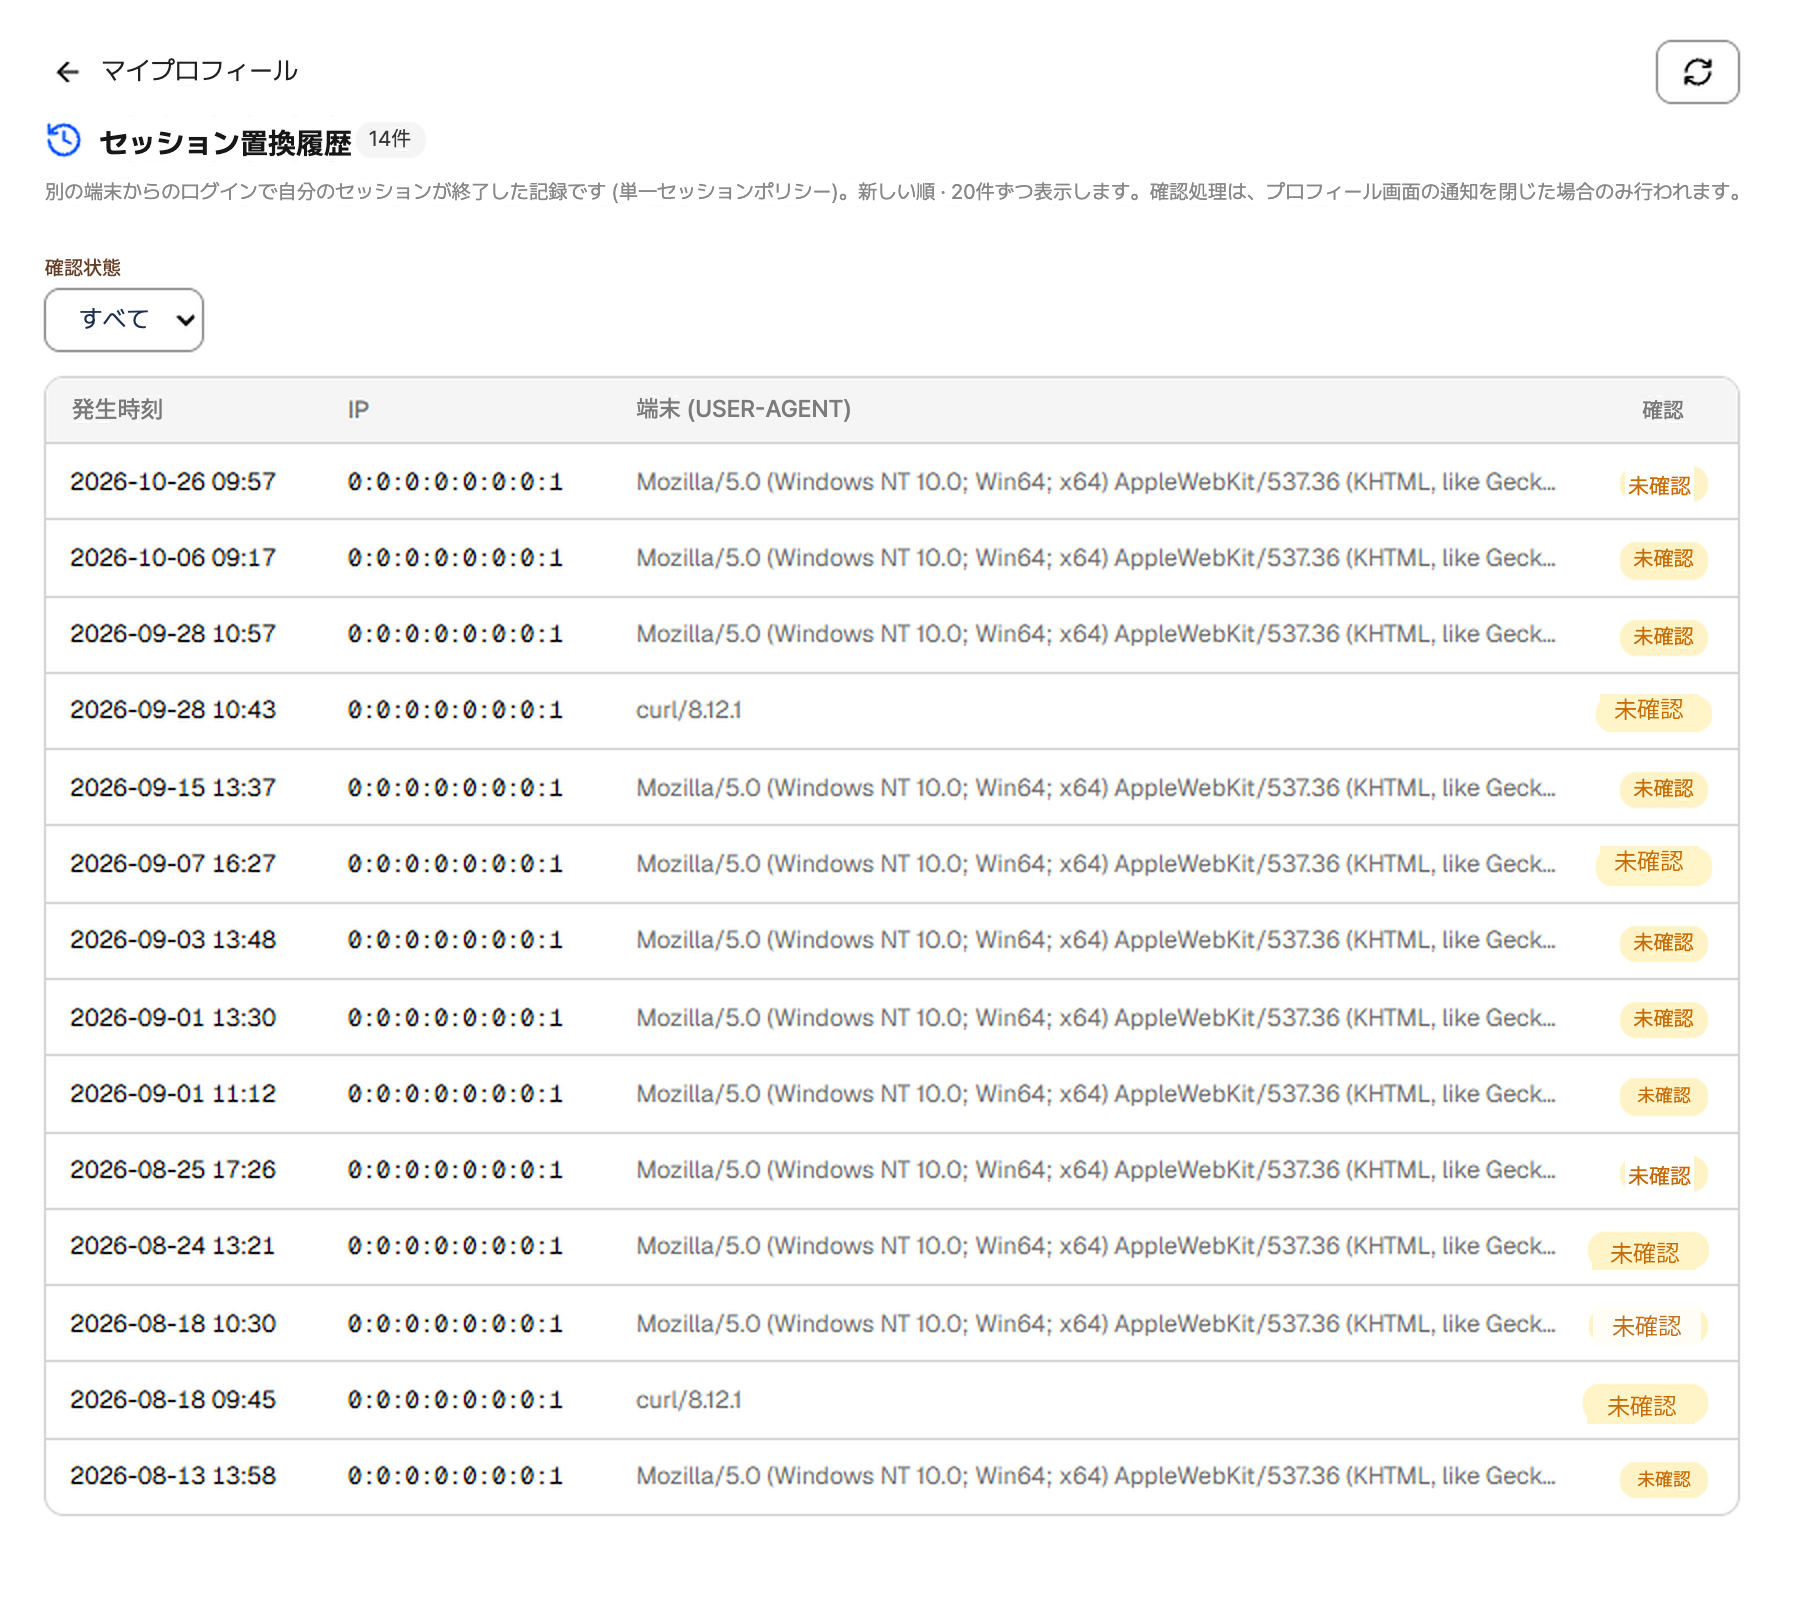 マイプロフィール
セッション置換履歴 14件
別の端末からのログインで自分のセッションが終了した記録です (単一セッションポリシー)。新しい順 · 20件ずつ表示します。確認処理は、プロフィール画面の通知を閉じた場合のみ行われます。
確認状態
すべて
発生時刻 IP 端末 (USER-AGENT) 確認
2026-10-26 09:57 0:0:0:0:0:0:0:1 Mozilla/5.0 (Windows NT 10.0; Win64; x64) AppleWebKit/537.36 (KHTML, like Geck... 未確認
2026-10-06 09:17 0:0:0:0:0:0:0:1 Mozilla/5.0 (Windows NT 10.0; Win64; x64) AppleWebKit/537.36 (KHTML, like Geck... 未確認
2026-09-28 10:57 0:0:0:0:0:0:0:1 Mozilla/5.0 (Windows NT 10.0; Win64; x64) AppleWebKit/537.36 (KHTML, like Geck... 未確認
2026-09-28 10:43 0:0:0:0:0:0:0:1 curl/8.12.1 未確認
2026-09-15 13:37 0:0:0:0:0:0:0:1 Mozilla/5.0 (Windows NT 10.0; Win64; x64) AppleWebKit/537.36 (KHTML, like Geck... 未確認
2026-09-07 16:27 0:0:0:0:0:0:0:1 Mozilla/5.0 (Windows NT 10.0; Win64; x64) AppleWebKit/537.36 (KHTML, like Geck... 未確認
2026-09-03 13:48 0:0:0:0:0:0:0:1 Mozilla/5.0 (Windows NT 10.0; Win64; x64) AppleWebKit/537.36 (KHTML, like Geck... 未確認
2026-09-01 13:30 0:0:0:0:0:0:0:1 Mozilla/5.0 (Windows NT 10.0; Win64; x64) AppleWebKit/537.36 (KHTML, like Geck... 未確認
2026-09-01 11:12 0:0:0:0:0:0:0:1 Mozilla/5.0 (Windows NT 10.0; Win64; x64) AppleWebKit/537.36 (KHTML, like Geck... 未確認
2026-08-25 17:26 0:0:0:0:0:0:0:1 Mozilla/5.0 (Windows NT 10.0; Win64; x64) AppleWebKit/537.36 (KHTML, like Geck... 未確認
2026-08-24 13:21 0:0:0:0:0:0:0:1 Mozilla/5.0 (Windows NT 10.0; Win64; x64) AppleWebKit/537.36 (KHTML, like Geck... 未確認
2026-08-18 10:30 0:0:0:0:0:0:0:1 Mozilla/5.0 (Windows NT 10.0; Win64; x64) AppleWebKit/537.36 (KHTML, like Geck... 未確認
2026-08-18 09:45 0:0:0:0:0:0:0:1 curl/8.12.1 未確認
2026-08-13 13:58 0:0:0:0:0:0:0:1 Mozilla/5.0 (Windows NT 10.0; Win64; x64) AppleWebKit/537.36 (KHTML, like Geck... 未確認